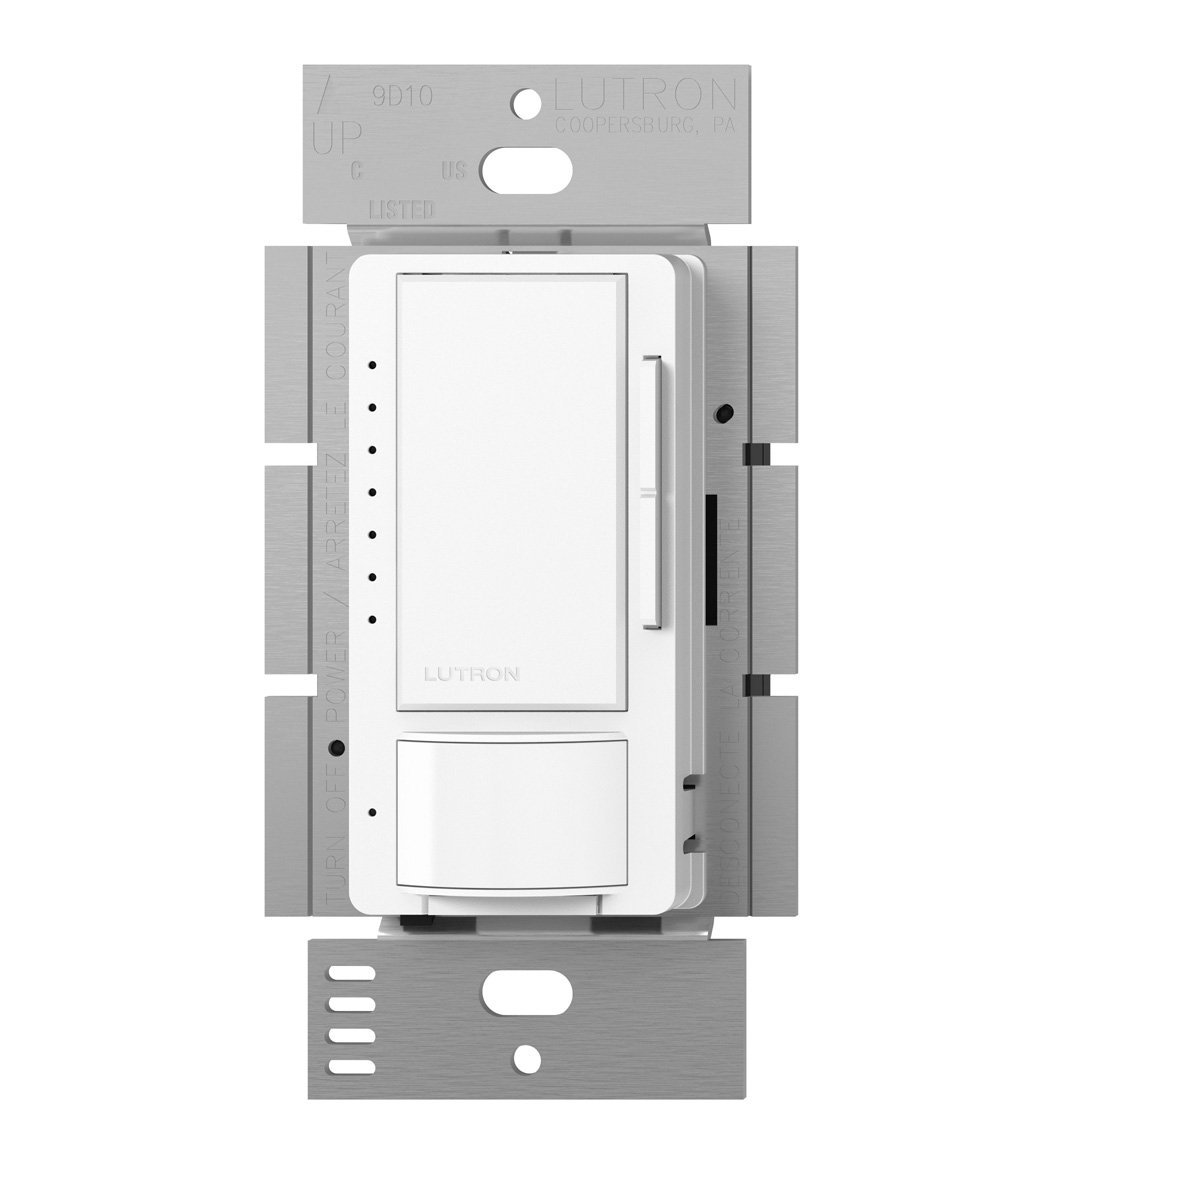 / 9D10 LUTRON
UP COOPERSBURG, PA
C US
LISTED
TURN OFF POWER / ARRETEZ LE COURANT
DESCONECTE LA CORRIENTE
LUTRON